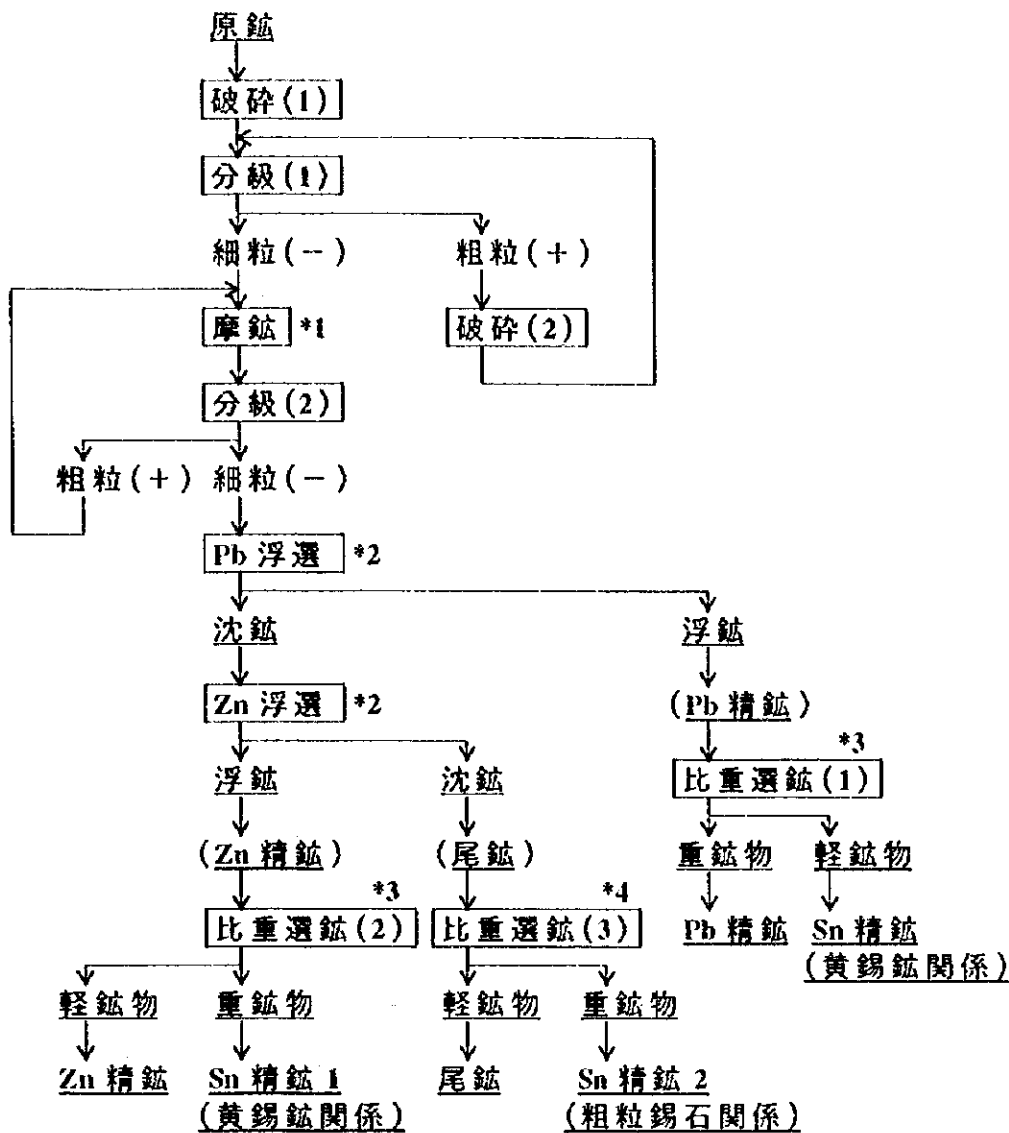 原鉱
破砕(1)
分級(1)
細粒(−) 粗粒(+)
摩鉱 *1 破砕(2)
分級(2)
粗粒(+) 細粒(−)
Pb 浮選 *2
沈鉱 浮鉱
Zn 浮選 *2 (Pb 精鉱)
*3
浮鉱 沈鉱 比重選鉱(1)
(Zn 精鉱) (尾鉱) 重鉱物 軽鉱物
*3 *4
比重選鉱(2) 比重選鉱(3) Pb 精鉱 Sn 精鉱
(黄錫鉱関係)
軽鉱物 重鉱物 軽鉱物 重鉱物
Zn 精鉱 Sn 精鉱 1 尾鉱 Sn 精鉱 2
(黄錫鉱関係) (粗粒錫石関係)